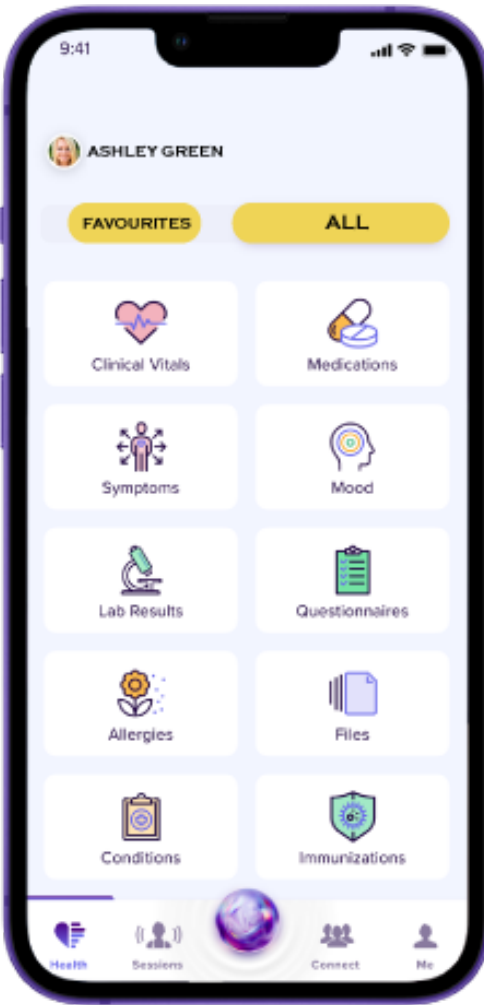 9:41
ASHLEY GREEN
FAVOURITES ALL
Clinical Vitals Medications
Symptoms Mood
Lab Results Questionnaires
Allergies Files
Conditions Immunizations
Health Sessions Connect Me